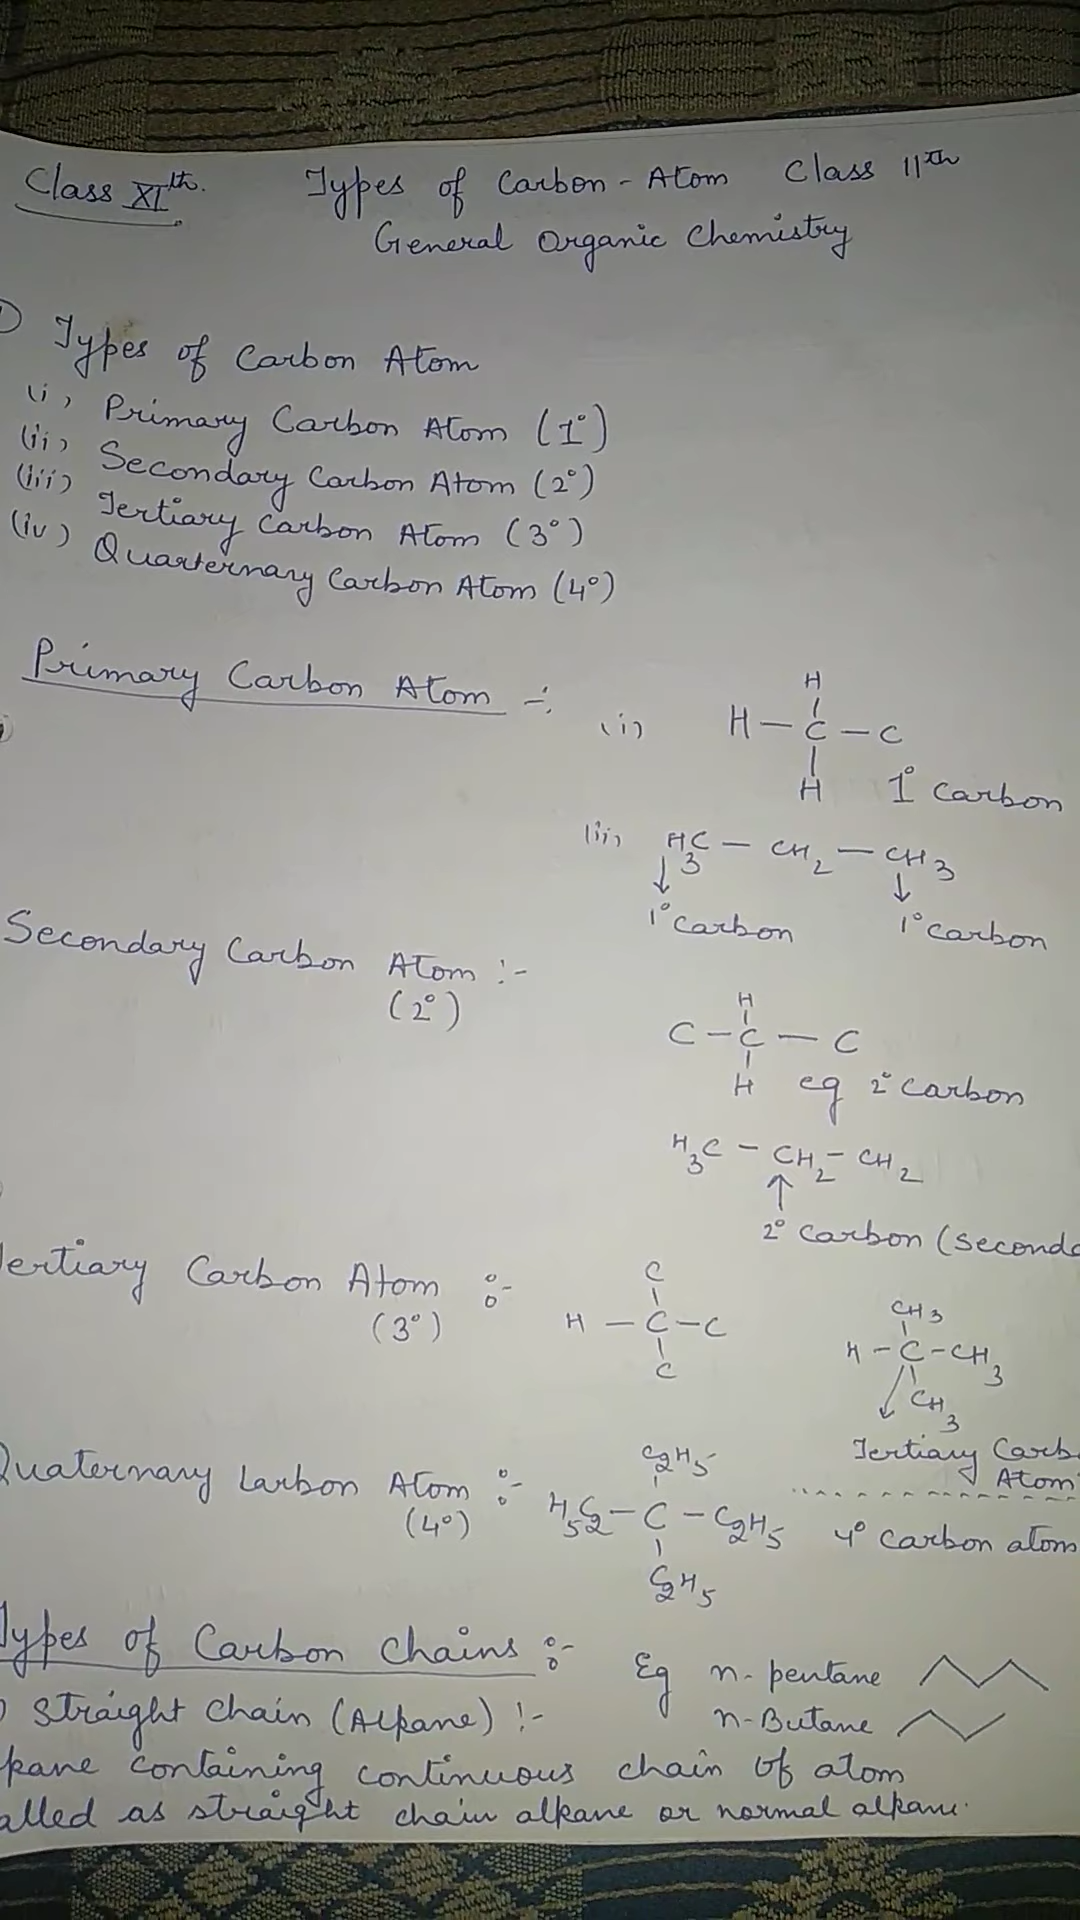 Class XIth. Types of Carbon-Atom Class 11th
General Organic Chemistry
Types of Carbon Atom
(i) Primary Carbon Atom (1°)
(ii) Secondary Carbon Atom (2°)
(iii) Tertiary Carbon Atom (3°)
(iv) Quarternary Carbon Atom (4°)
Primary Carbon Atom -:
H
(i) H — C — C
H 1° Carbon
(ii) H3C — CH2 — CH3
1° Carbon 1° Carbon
Secondary Carbon Atom :-
(2°)
H
C — C — C
H eg 2° Carbon
H3C — CH2 — CH2
2° Carbon (seconda
Tertiary Carbon Atom :-
(3°)
C
H — C — C
C
CH3
H — C — CH3
CH3
Tertiary Carb
Atom
Quaternary Carbon Atom :-
(4°)
C2H5
H5C2 — C — C2H5 4° Carbon atom
C2H5
Types of Carbon Chains :- Eg n-pentane
straight Chain (Alkane) :- n-Butane
kane containing continuous chain of atom
alled as straight chain alkane or normal alkane.